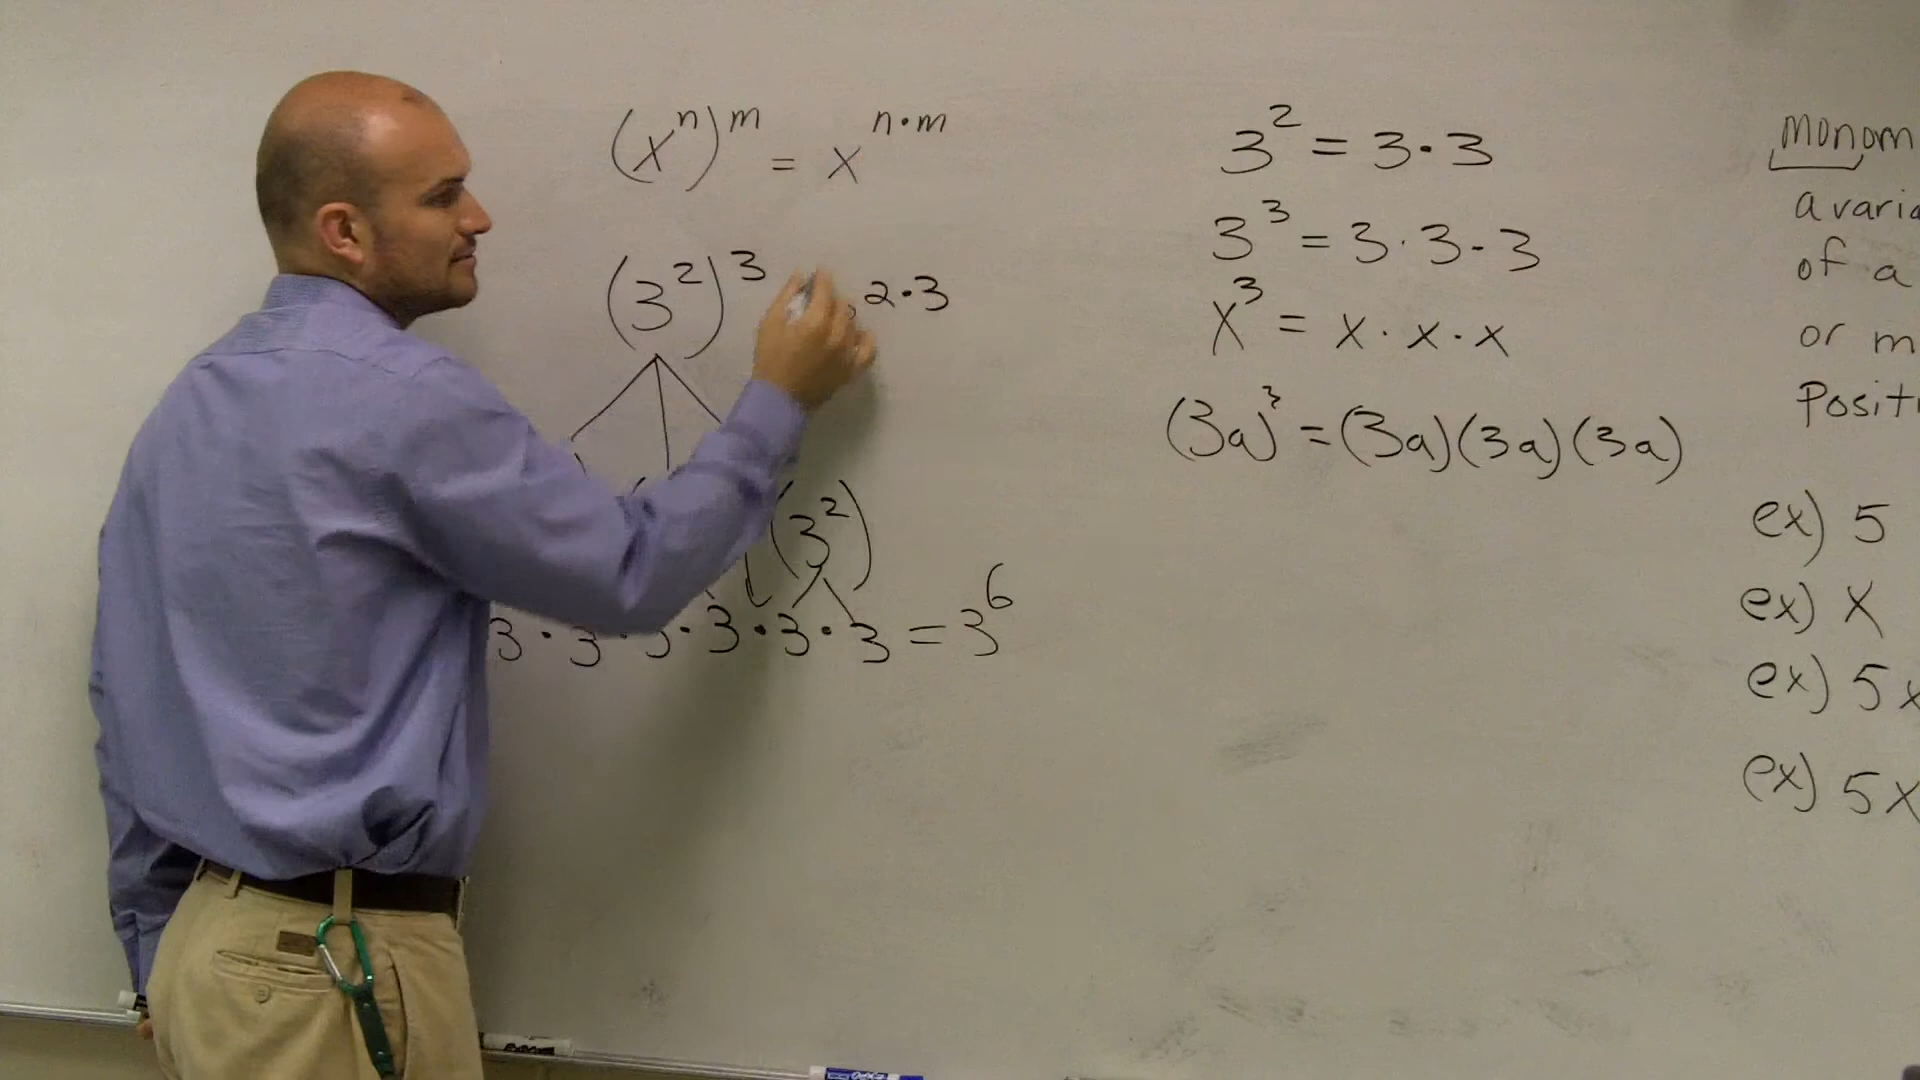 (xⁿ)ᵐ = xⁿ·ᵐ
(3²)³ 2·3
(3²)
3·3·3·3·3·3 = 3⁶
3² = 3·3
3³ = 3·3·3
x³ = x·x·x
(3a)³ = (3a)(3a)(3a)
monom
a varia
of a
or m
Posit
ex) 5
ex) x
ex) 5x
ex) 5x
EXPO